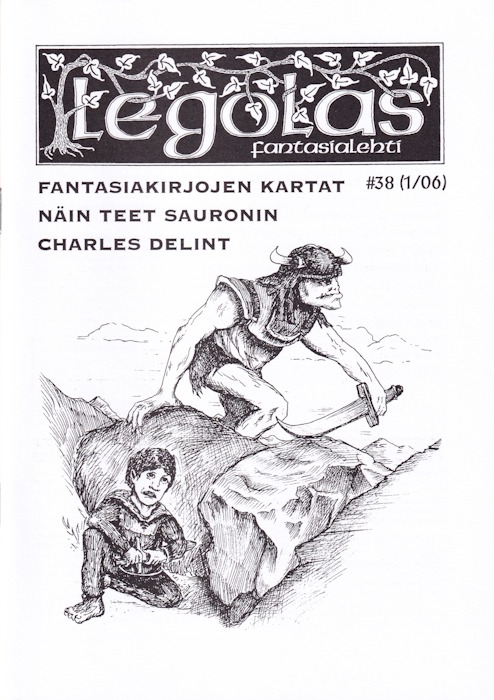 Legolas
fantasialehti
FANTASIAKIRJOJEN KARTAT #38 (1/06)
NÄIN TEET SAURONIN
CHARLES DELINT